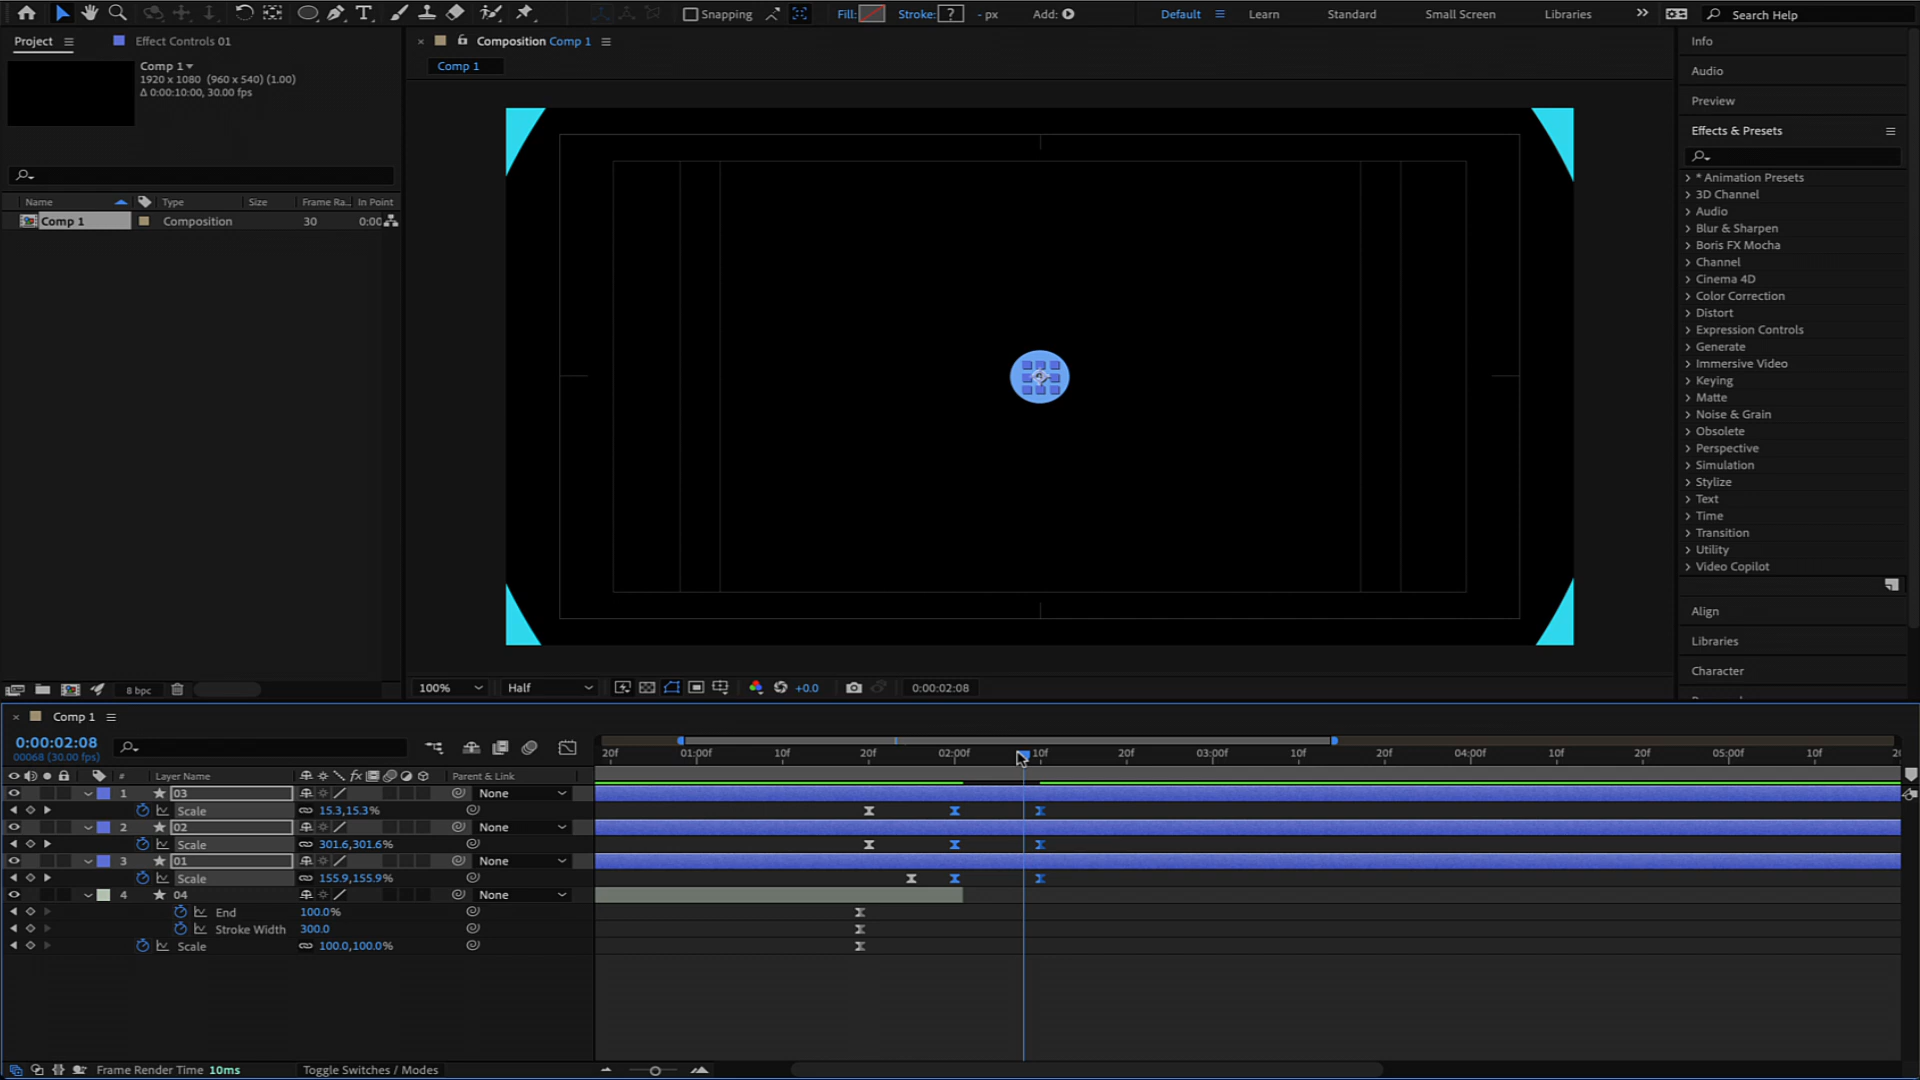 Snapping
Fill:
Stroke: ?
- px
Add:
Default
Learn
Standard
Small Screen
Libraries
Search Help
Project
Effect Controls 01
Composition Comp 1
Comp 1
1920 x 1080 (960 x 540) (1.00)
Δ 0:00:10:00, 30.00 fps
Comp 1
Name Type Size Frame Ra... In Point
Comp 1 Composition 30 0:00
8 bpc
100%
Half
+0.0
0:00:02:08
Info
Audio
Preview
Effects & Presets
* Animation Presets
3D Channel
Audio
Blur & Sharpen
Boris FX Mocha
Channel
Cinema 4D
Color Correction
Distort
Expression Controls
Generate
Immersive Video
Keying
Matte
Noise & Grain
Obsolete
Perspective
Simulation
Stylize
Text
Time
Transition
Utility
Video Copilot
Align
Libraries
Character
Comp 1
0:00:02:08
00068 (30.00 fps)
20f 01:00f 10f 20f 02:00f 10f 20f 03:00f 10f 20f 04:00f 10f 20f 05:00f 10f
# Layer Name fx Parent & Link
1 03 None
Scale 15.3,15.3%
2 02 None
Scale 301.6,301.6%
3 01 None
Scale 155.9,155.9%
4 04 None
End 100.0%
Stroke Width 300.0
Scale 100.0,100.0%
Frame Render Time 10ms
Toggle Switches / Modes